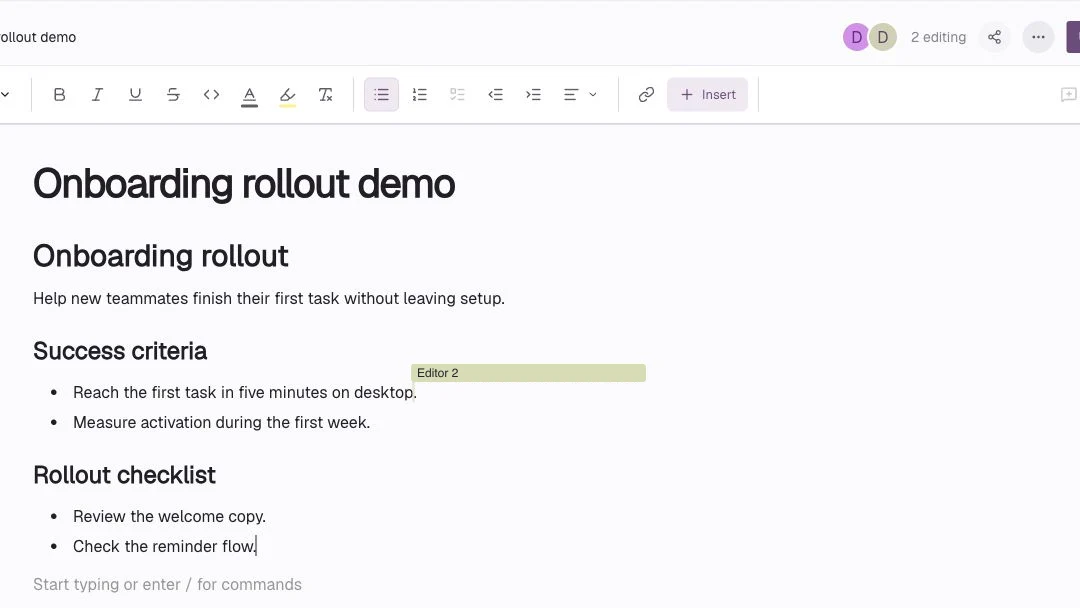 rollout demo
D D 2 editing
B I U S A Insert
Onboarding rollout demo
Onboarding rollout
Help new teammates finish their first task without leaving setup.
Success criteria
Editor 2
Reach the first task in five minutes on desktop.
Measure activation during the first week.
Rollout checklist
Review the welcome copy.
Check the reminder flow.
Start typing or enter / for commands